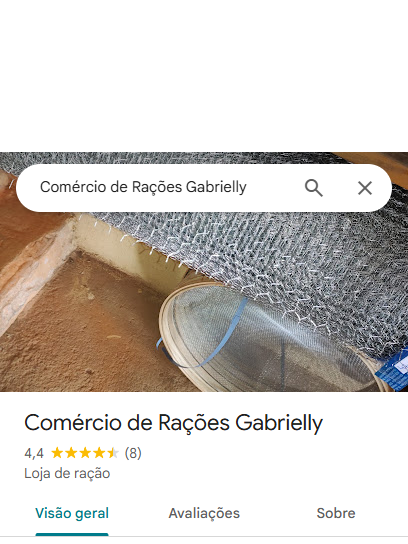 Comércio de Rações Gabrielly
Comércio de Rações Gabrielly
4,4 (8)
Loja de ração
Visão geral Avaliações Sobre